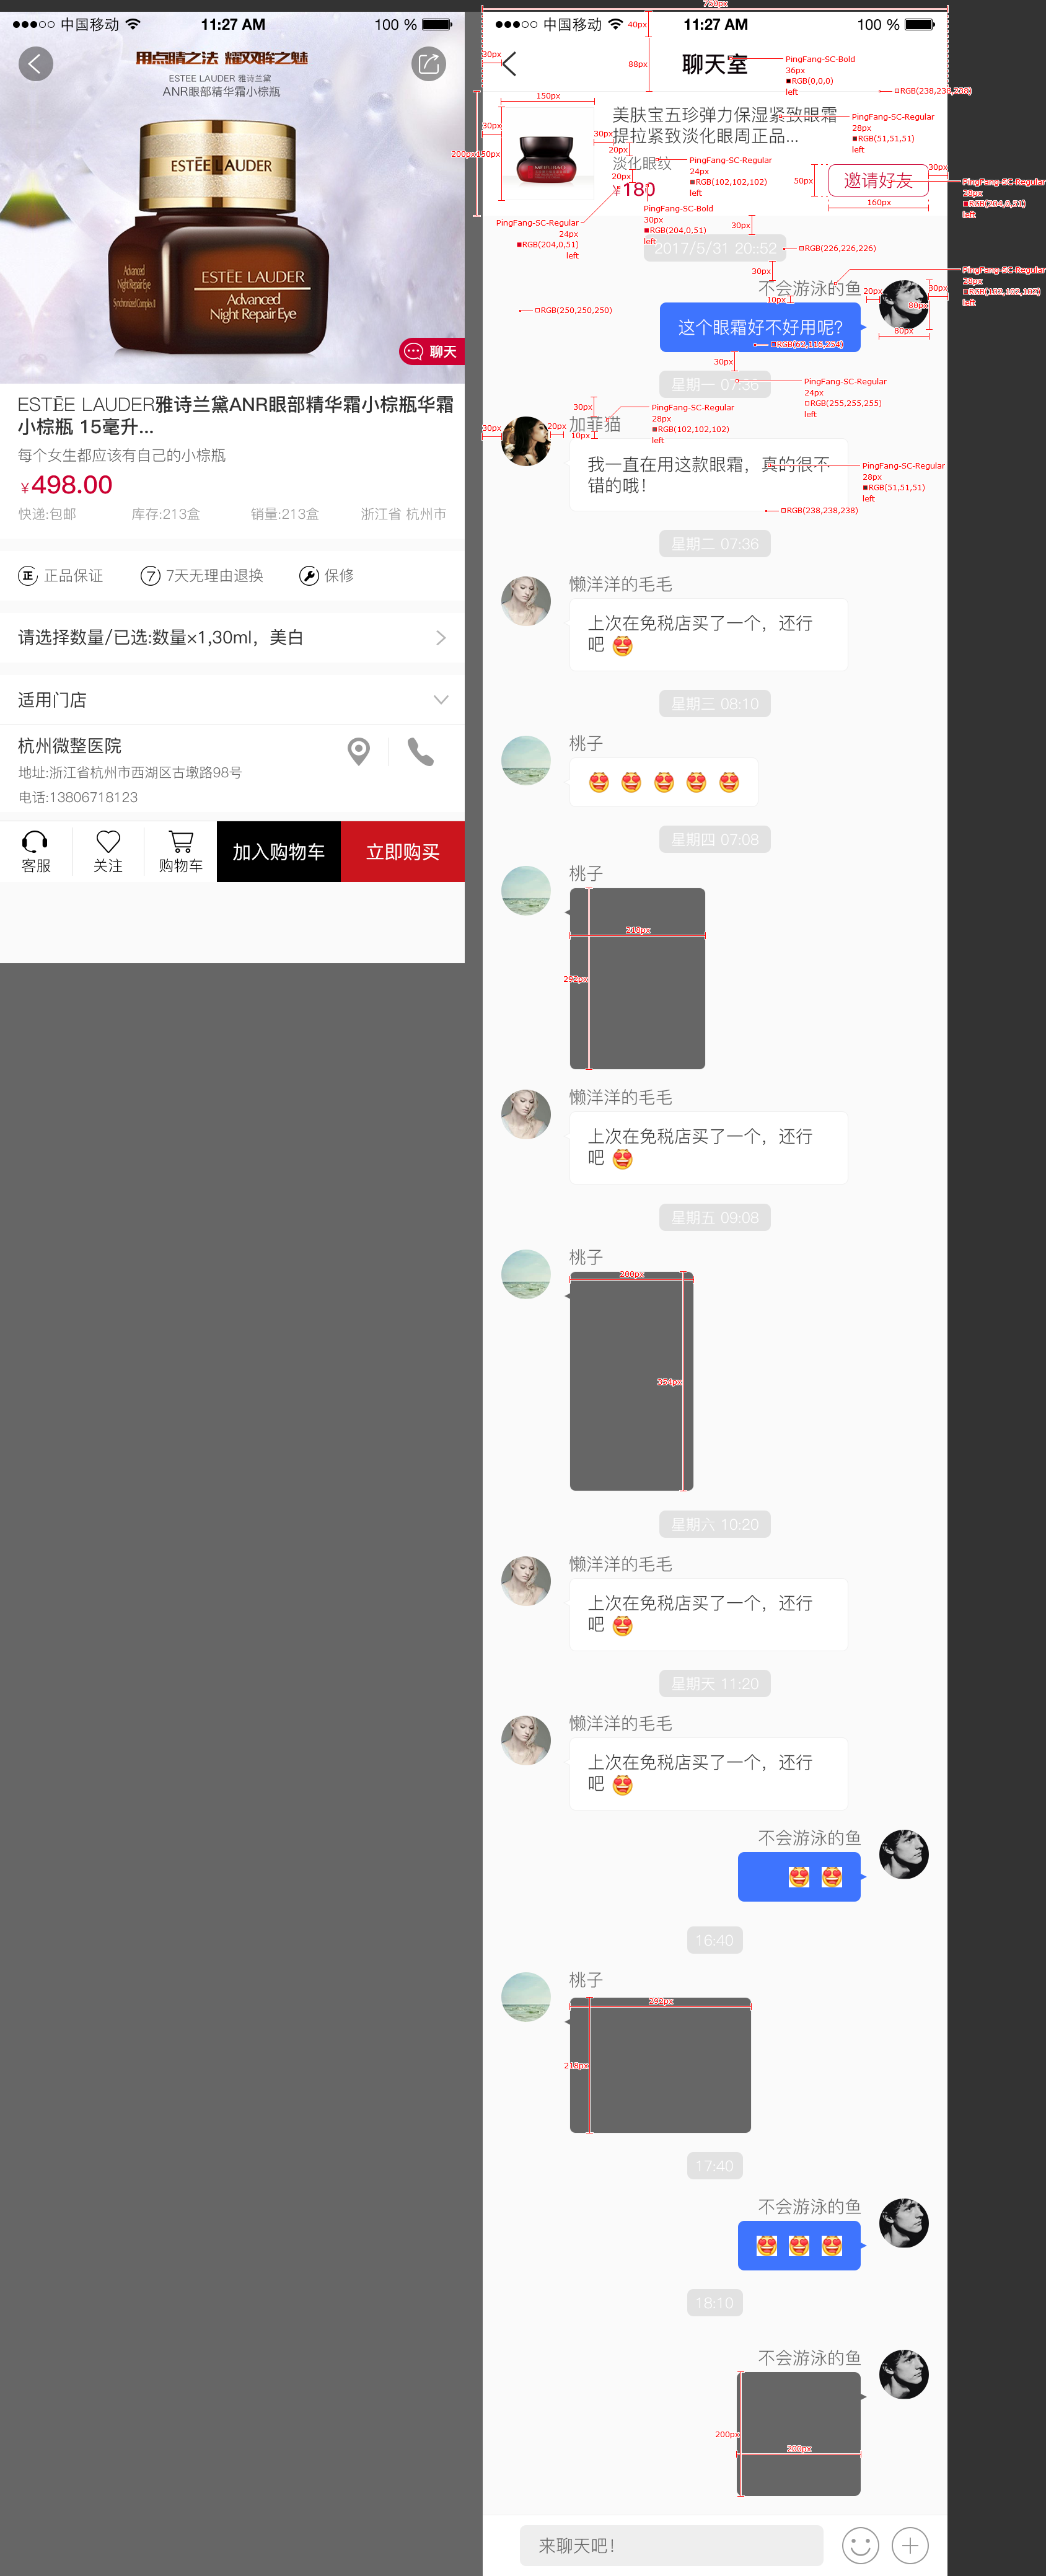 中国移动
11:27 AM
100 %
用点睛之法 耀双眸之魅
ESTEE LAUDER 雅诗兰黛
ANR眼部精华霜小棕瓶
ESTĒE LAUDER
Advanced
Night Repair Eye
Synchronized Complex II
ESTĒE LAUDER
Advanced
Night Repair Eye
聊天
ESTĒE LAUDER雅诗兰黛ANR眼部精华霜小棕瓶华霜
小棕瓶 15毫升...
每个女生都应该有自己的小棕瓶
¥498.00
快递:包邮
库存:213盒
销量:213盒
浙江省 杭州市
正 正品保证
7 7天无理由退换
保修
请选择数量/已选:数量×1,30ml，美白
适用门店
杭州微整医院
地址:浙江省杭州市西湖区古墩路98号
电话:13806718123
客服
关注
购物车
加入购物车
立即购买
750px
中国移动
11:27 AM
100 %
40px
30px
88px
聊天室
PingFang-SC-Bold
36px
RGB(0,0,0)
left
RGB(238,238,238)
150px
30px
200px
150px
30px
美肤宝五珍弹力保湿紧致眼霜
提拉紧致淡化眼周正品...
PingFang-SC-Regular
28px
RGB(51,51,51)
left
20px
淡化眼纹
PingFang-SC-Regular
24px
RGB(102,102,102)
left
20px
¥180
PingFang-SC-Bold
30px
RGB(204,0,51)
left
PingFang-SC-Regular
24px
RGB(204,0,51)
left
50px
邀请好友
30px
160px
PingFang-SC-Regular
28px
RGB(204,0,51)
left
30px
2017/5/31 20::52
RGB(226,226,226)
30px
不会游泳的鱼
PingFang-SC-Regular
28px
RGB(102,102,102)
left
20px
30px
80px
80px
10px
RGB(250,250,250)
这个眼霜好不好用呢？
30px
星期一 07:36
PingFang-SC-Regular
24px
RGB(255,255,255)
left
30px
30px
20px
10px
加菲猫
PingFang-SC-Regular
28px
RGB(102,102,102)
left
我一直在用这款眼霜，真的很不
错的哦！
PingFang-SC-Regular
28px
RGB(51,51,51)
left
RGB(238,238,238)
星期二 07:36
懒洋洋的毛毛
上次在免税店买了一个，还行
吧 😍
星期三 08:10
桃子
😍 😍 😍 😍 😍
星期四 07:08
桃子
218px
292px
懒洋洋的毛毛
上次在免税店买了一个，还行
吧 😍
星期五 09:08
桃子
200px
354px
星期六 10:20
懒洋洋的毛毛
上次在免税店买了一个，还行
吧 😍
星期天 11:20
懒洋洋的毛毛
上次在免税店买了一个，还行
吧 😍
不会游泳的鱼
😍 😍
16:40
桃子
292px
218px
17:40
不会游泳的鱼
😍 😍 😍
18:10
不会游泳的鱼
200px
200px
来聊天吧！